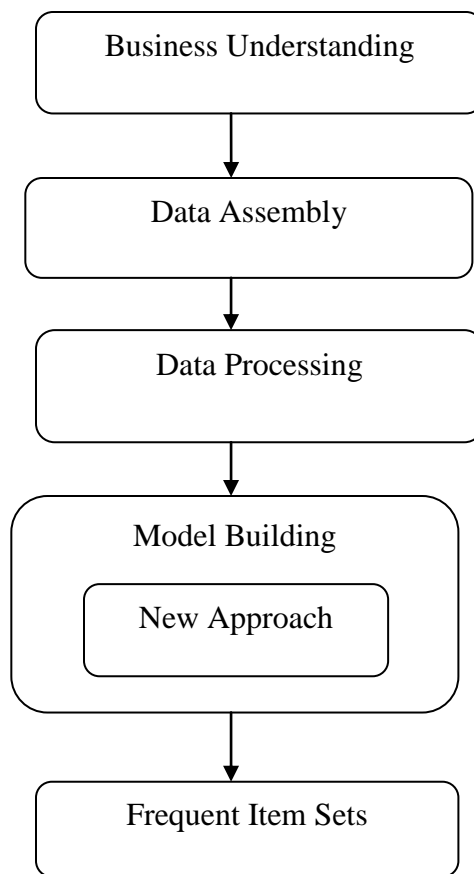 Business Understanding
Data Assembly
Data Processing
Model Building
New Approach
Frequent Item Sets